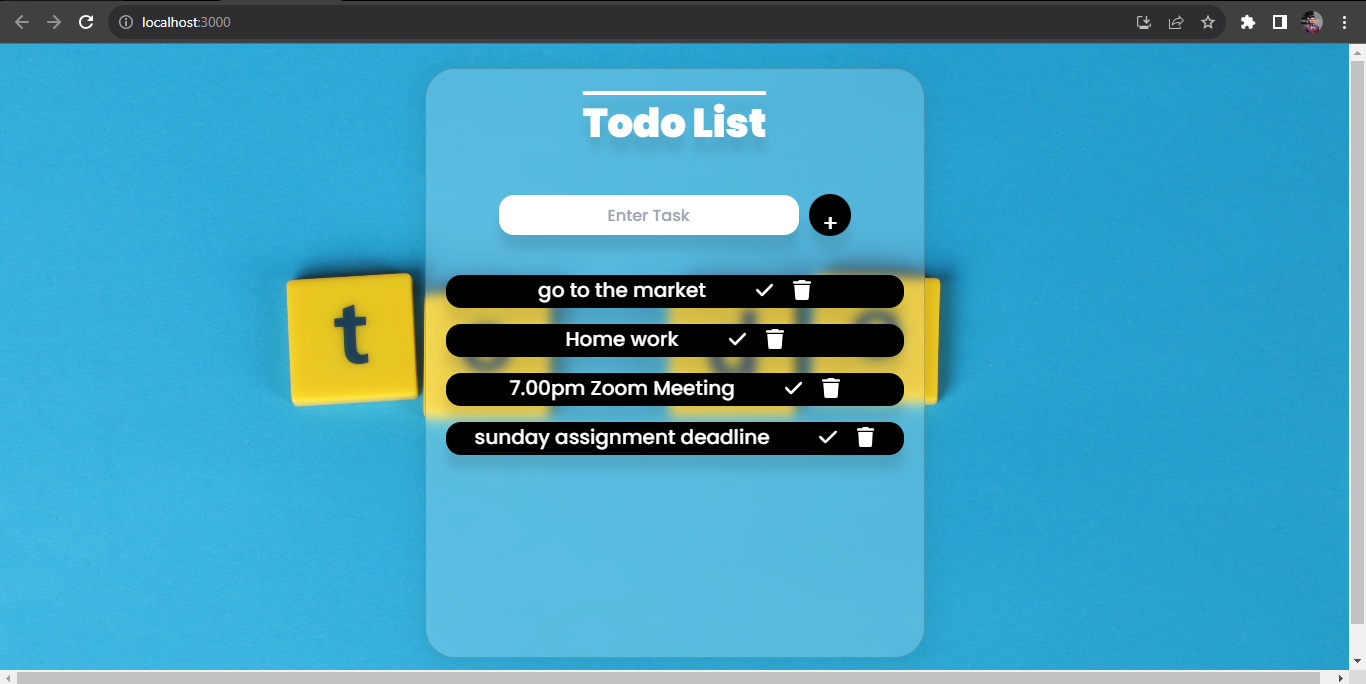 localhost:3000
Todo List
Enter Task
+
go to the market
Home work
7.00pm Zoom Meeting
sunday assignment deadline
t o d o